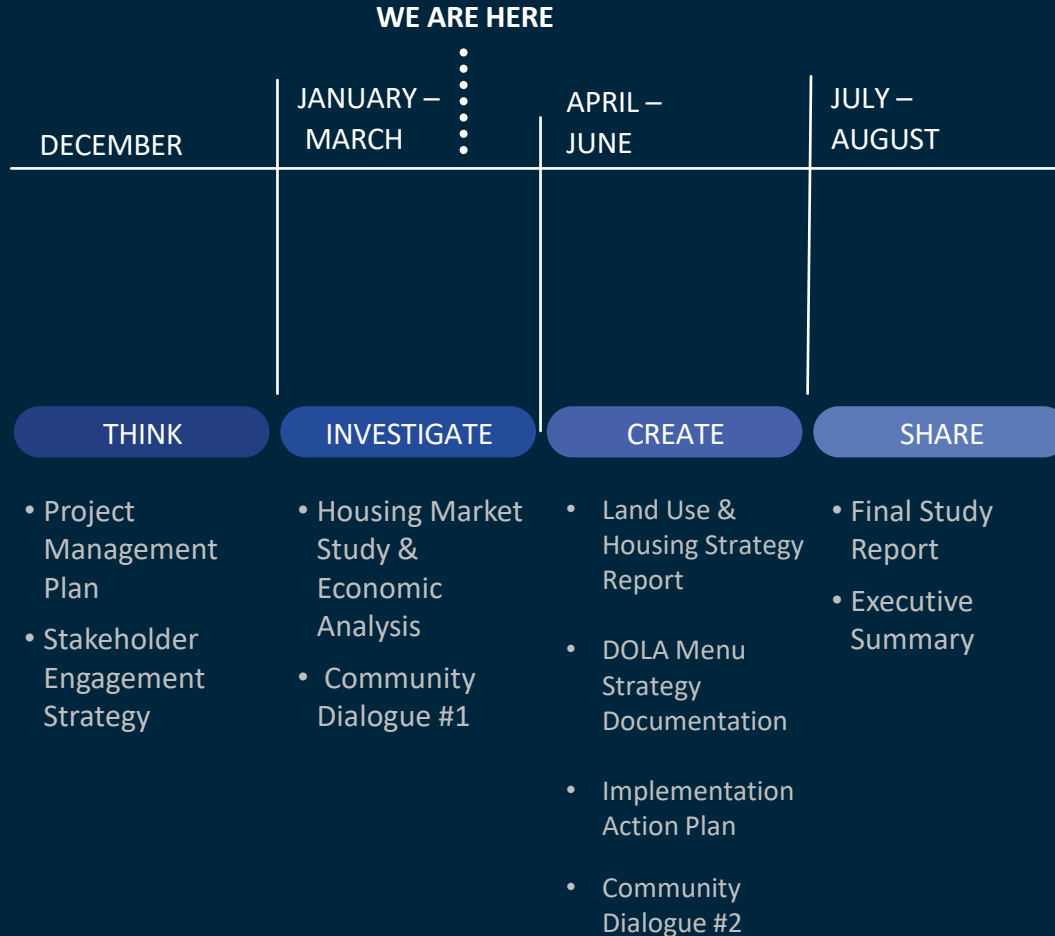 WE ARE HERE
DECEMBER
JANUARY –
MARCH
APRIL –
JUNE
JULY –
AUGUST
THINK
• Project
Management
Plan
• Stakeholder
Engagement
Strategy
INVESTIGATE
• Housing Market
Study &
Economic
Analysis
• Community
Dialogue #1
CREATE
• Land Use &
Housing Strategy
Report
• DOLA Menu
Strategy
Documentation
• Implementation
Action Plan
• Community
Dialogue #2
SHARE
• Final Study
Report
• Executive
Summary